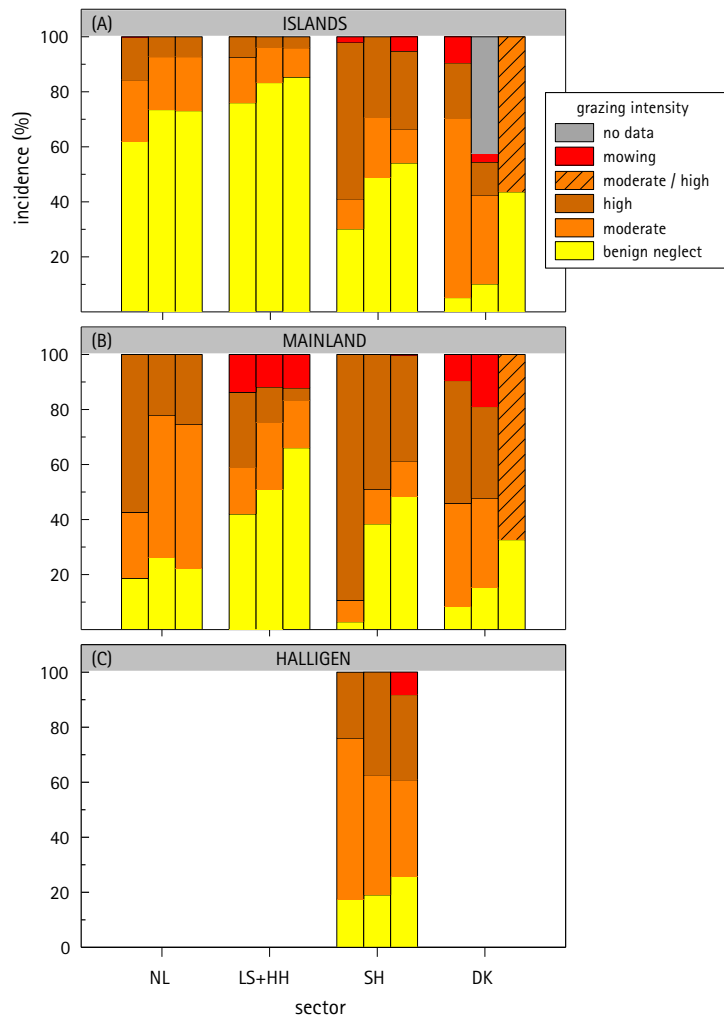 (A)
ISLANDS
100
80
60
40
20
incidence (%)
grazing intensity
no data
mowing
moderate / high
high
moderate
benign neglect
(B)
MAINLAND
100
80
60
40
20
(C)
HALLIGEN
100
80
60
40
20
0
NL
LS+HH
SH
DK
sector